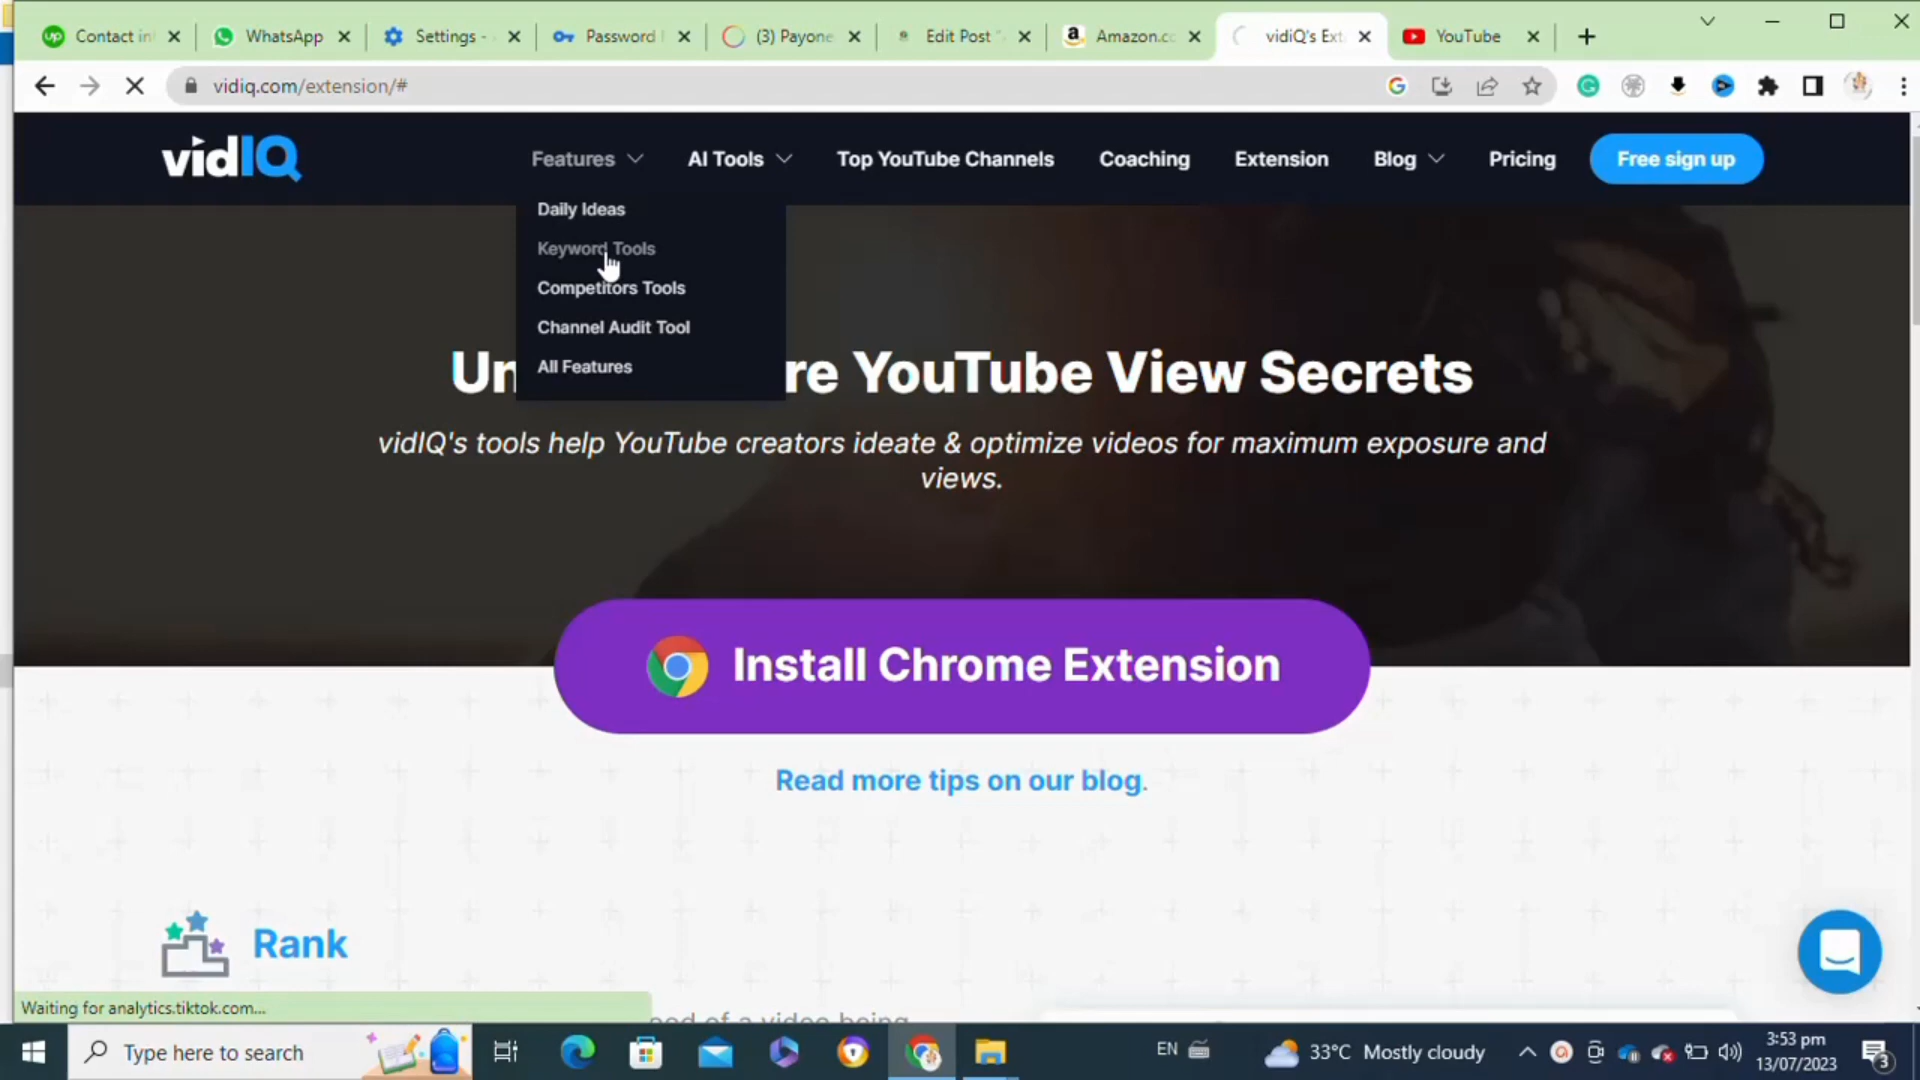 Contact in
WhatsApp
Settings -
Password
(3) Payone
Edit Post
Amazon.c
vidiQ's Ext
YouTube
vidiq.com/extension/#
vidIQ
Features
AI Tools
Top YouTube Channels
Coaching
Extension
Blog
Pricing
Free sign up
Daily Ideas
Keyword Tools
Competitors Tools
Channel Audit Tool
All Features
Un re YouTube View Secrets
vidIQ's tools help YouTube creators ideate & optimize videos for maximum exposure and
views.
Install Chrome Extension
Read more tips on our blog.
Rank
Waiting for analytics.tiktok.com...
of a video being
Type here to search
EN
33°C Mostly cloudy
3:53 pm
13/07/2023
3